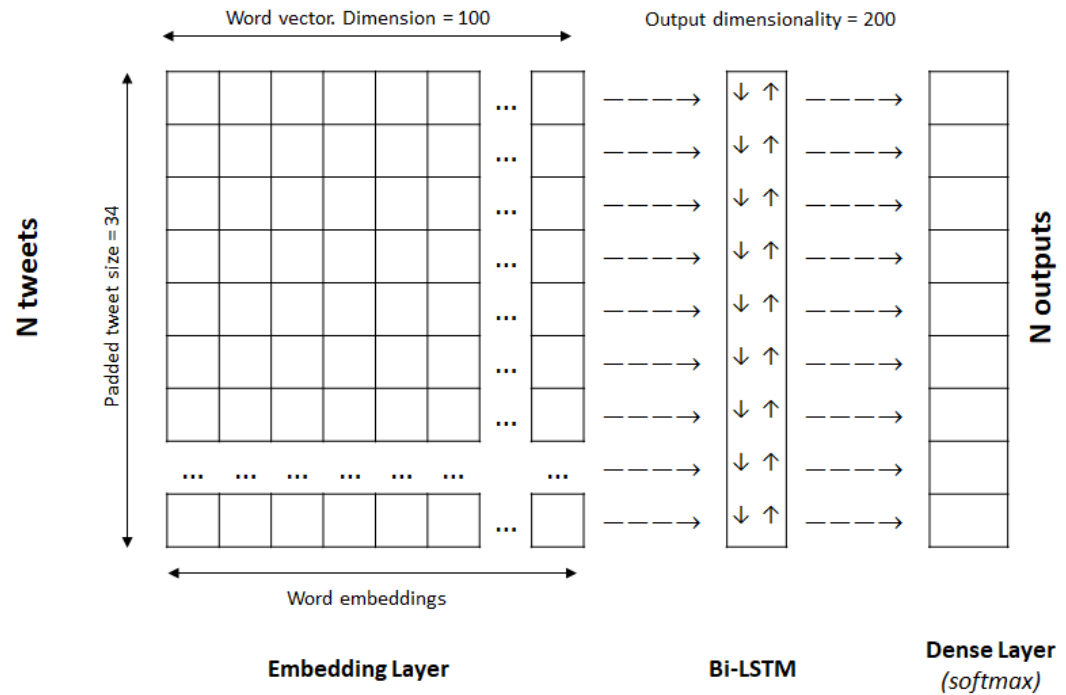 Word vector. Dimension = 100
Output dimensionality = 200
N tweets
Padded tweet size = 34
...
...
...
...
...
...
...
... ... ... ... ... ... ...
...
N outputs
Word embeddings
Embedding Layer
Bi-LSTM
Dense Layer
(softmax)